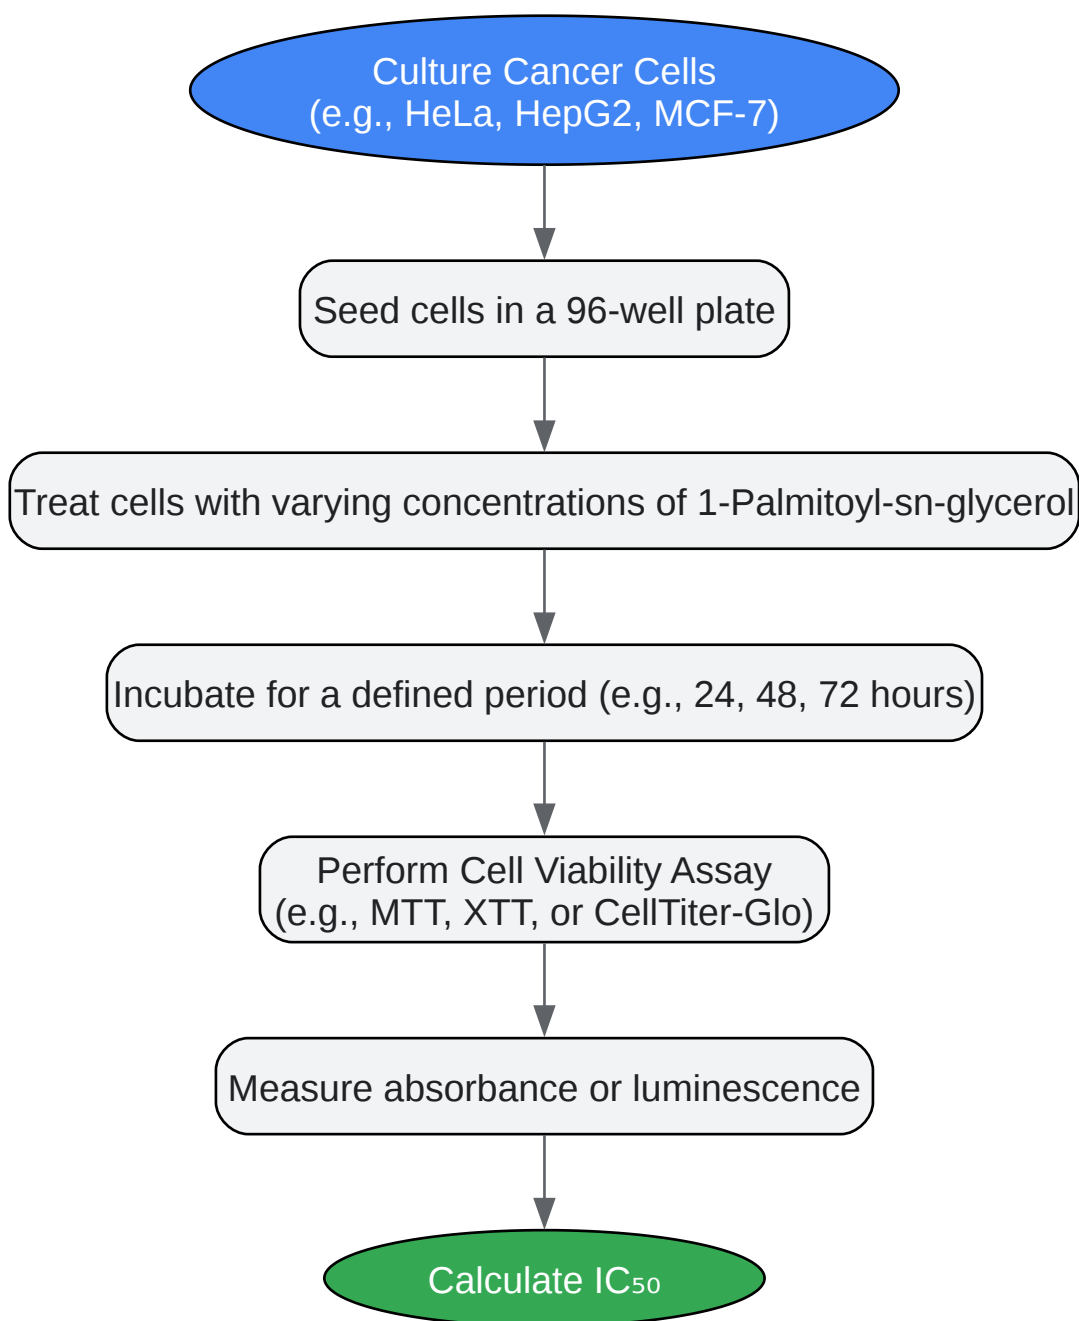 Culture Cancer Cells
(e.g., HeLa, HepG2, MCF-7)
Seed cells in a 96-well plate
Treat cells with varying concentrations of 1-Palmitoyl-sn-glycerol
Incubate for a defined period (e.g., 24, 48, 72 hours)
Perform Cell Viability Assay
(e.g., MTT, XTT, or CellTiter-Glo)
Measure absorbance or luminescence
Calculate IC₅₀